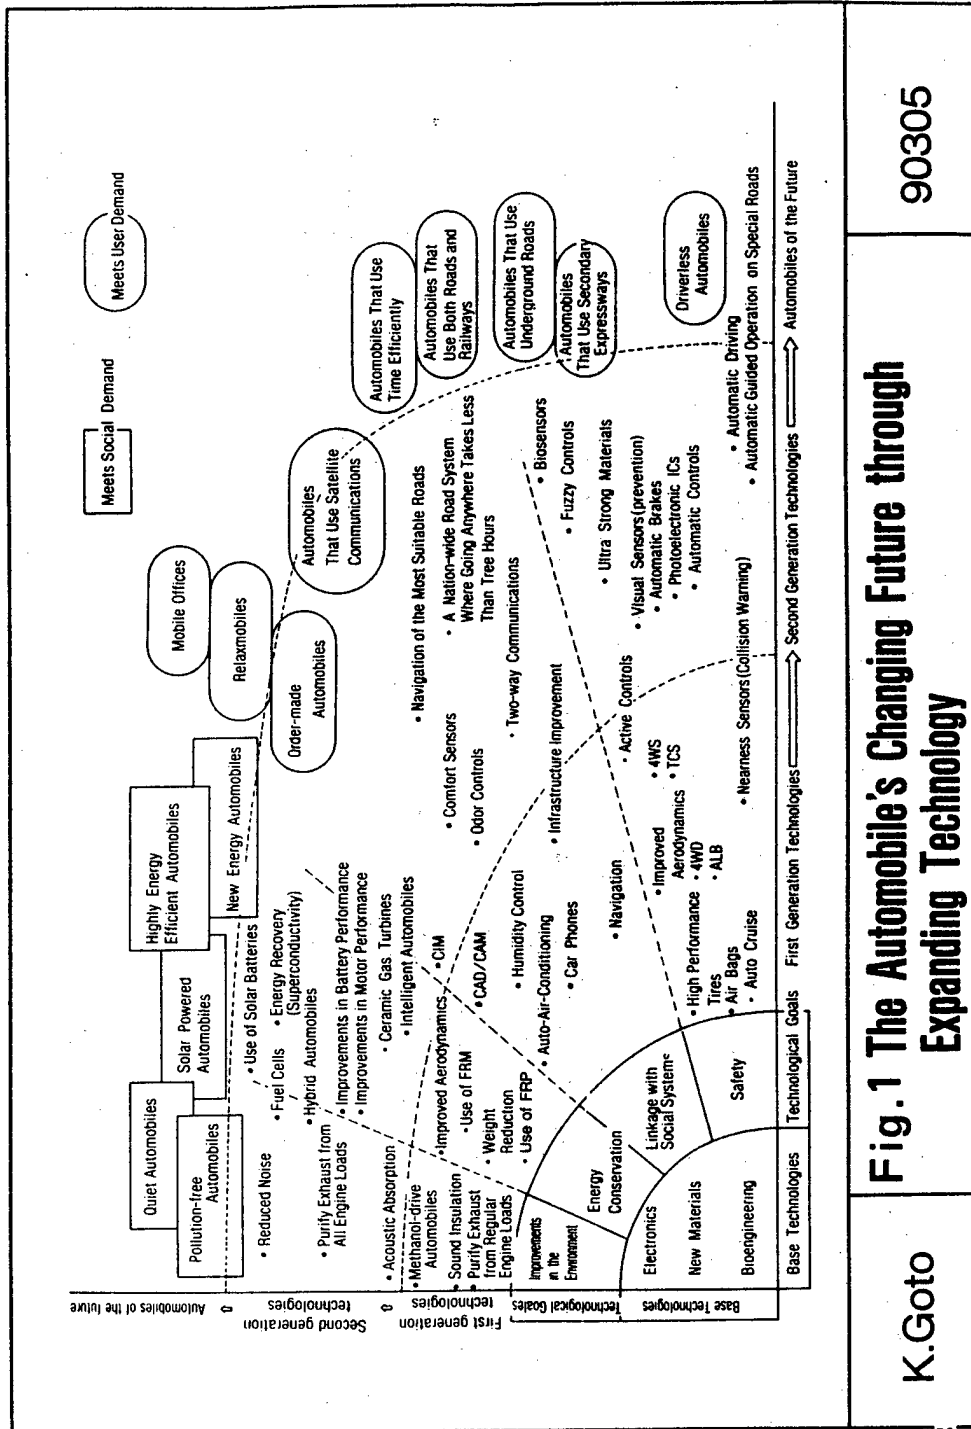 Meets Social Demand
Meets User Demand
Quiet Automobiles
Pollution-free
Automobiles
Solar Powered
Automobiles
Highly Energy
Efficient Automobiles
New Energy Automobiles
Mobile Offices
Relaxmobiles
Order-made
Automobiles
Automobiles
That Use Satellite
Communications
Automobiles That Use
Time Efficiently
Automobiles That
Use Both Roads and
Railways
Automobiles That Use
Underground Roads
Automobiles
That Use Secondary
Expressways
Driverless
Automobiles
• Reduced Noise
• Purify Exhaust from
All Engine Loads
• Acoustic Absorption
• Methanol-drive
Automobiles
• Sound Insulation
• Purify Exhaust
from Regular
Engine Loads
• Use of Solar Batteries
• Fuel Cells
• Energy Recovery
(Superconductivity)
• Hybrid Automobiles
• Improvements in Battery Performance
• Improvements in Motor Performance
• Ceramic Gas Turbines
• Intelligent Automobiles
• Improved Aerodynamics
• CIM
• Use of FRM
• CAD/CAM
• Weight
Reduction
• Use of FRP
• Humidity Control
• Auto-Air-Conditioning
• Car Phones
• Navigation
• Navigation of the Most Suitable Roads
• Comfort Sensors
• A Nation-wide Road System
Where Going Anywhere Takes Less
Than Tree Hours
• Odor Controls
• Two-way Communications
• Infrastructure Improvement
• Biosensors
• Fuzzy Controls
• Ultra Strong Materials
• Active Controls
• Visual Sensors(prevention)
• Automatic Brakes
• Photoelectronic ICs
• Automatic Controls
• 4WS
• TCS
• Improved
Aerodynamics
• 4WD
• ALB
• High Performance
Tires
• Air Bags
• Auto Cruise
• Nearness Sensors(Collision Warning)
• Automatic Driving
• Automatic Guided Operation on Special Roads
Improvements
in the
Environment
Energy
Conservation
Linkage with
Social Systems
Safety
Electronics
New Materials
Bioengineering
Automobiles of the future
⇨
Second generation
technologies
⇨
First generation
technologies
Technological Goales
Base Technologies
Base Technologies
Technological Goals
First Generation Technologies
⇒
Second Generation Technologies
⇒
Automobiles of the Future
K.Goto
Fig.1 The Automobile's Changing Future through
Expanding Technology
90305